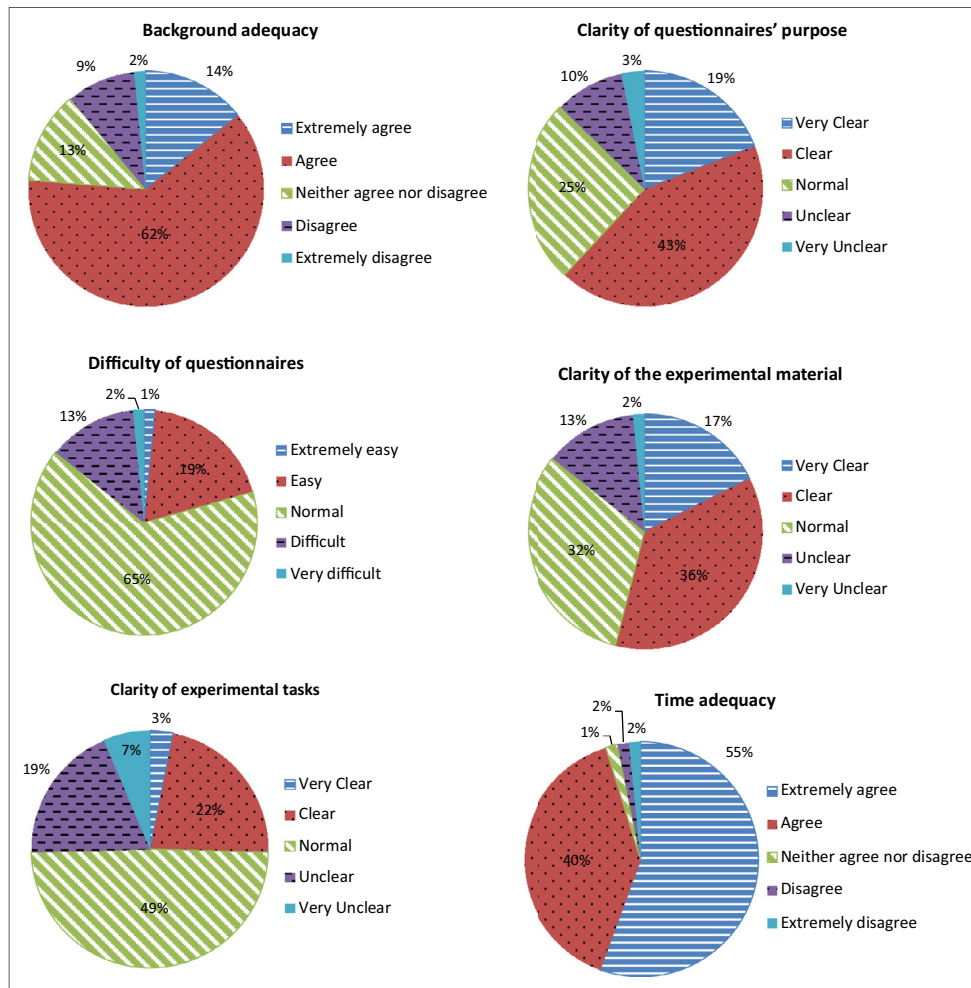 Background adequacy
2%
9%
14%
13%
62%
Extremely agree
Agree
Neither agree nor disagree
Disagree
Extremely disagree
Clarity of questionnaires’ purpose
3%
10%
19%
25%
43%
Very Clear
Clear
Normal
Unclear
Very Unclear
Difficulty of questionnaires
2%
1%
13%
19%
65%
Extremely easy
Easy
Normal
Difficult
Very difficult
Clarity of the experimental material
2%
13%
17%
32%
36%
Very Clear
Clear
Normal
Unclear
Very Unclear
Clarity of experimental tasks
3%
7%
19%
22%
49%
Very Clear
Clear
Normal
Unclear
Very Unclear
Time adequacy
2%
1%
2%
55%
40%
Extremely agree
Agree
Neither agree nor disagree
Disagree
Extremely disagree